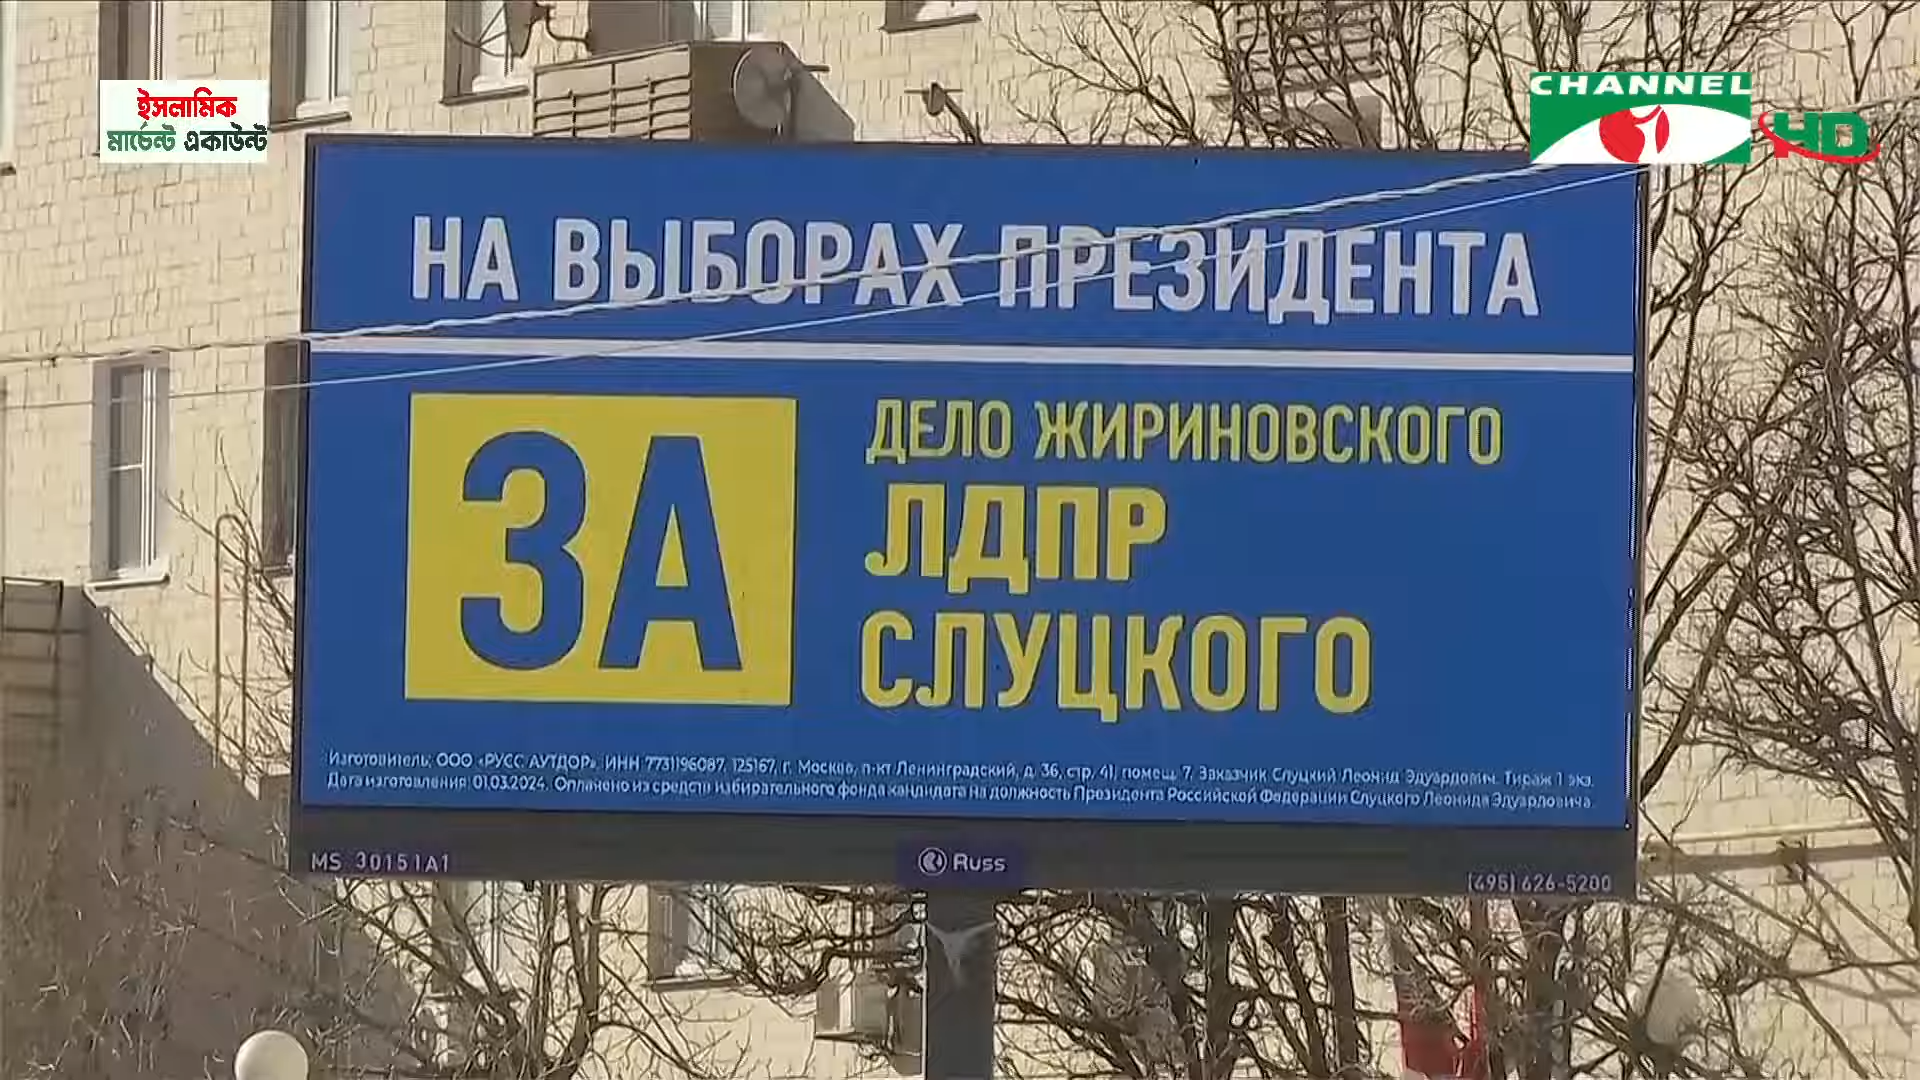 ইসলামিক
মার্চেন্ট একাউন্ট
CHANNEL
HD
НА ВЫБОРАХ ПРЕЗИДЕНТА
ЗА
ДЕЛО ЖИРИНОВСКОГО
ЛДПР
СЛУЦКОГО
Изготовитель: ООО «РУСС АУТДОР», ИНН 7731196087, 125167, г. Москва, п-кт Ленинградский, д. 36, стр. 41, помещ. 7. Заказчик Слуцкий Леонид Эдуардович. Тираж 1 экз.
Дата изготовления: 01.03.2024. Оплачено из средств избирательного фонда кандидата на должность Президента Российской Федерации Слуцкого Леонида Эдуардовича.
MS 30151A1
Russ
(495) 626-5200